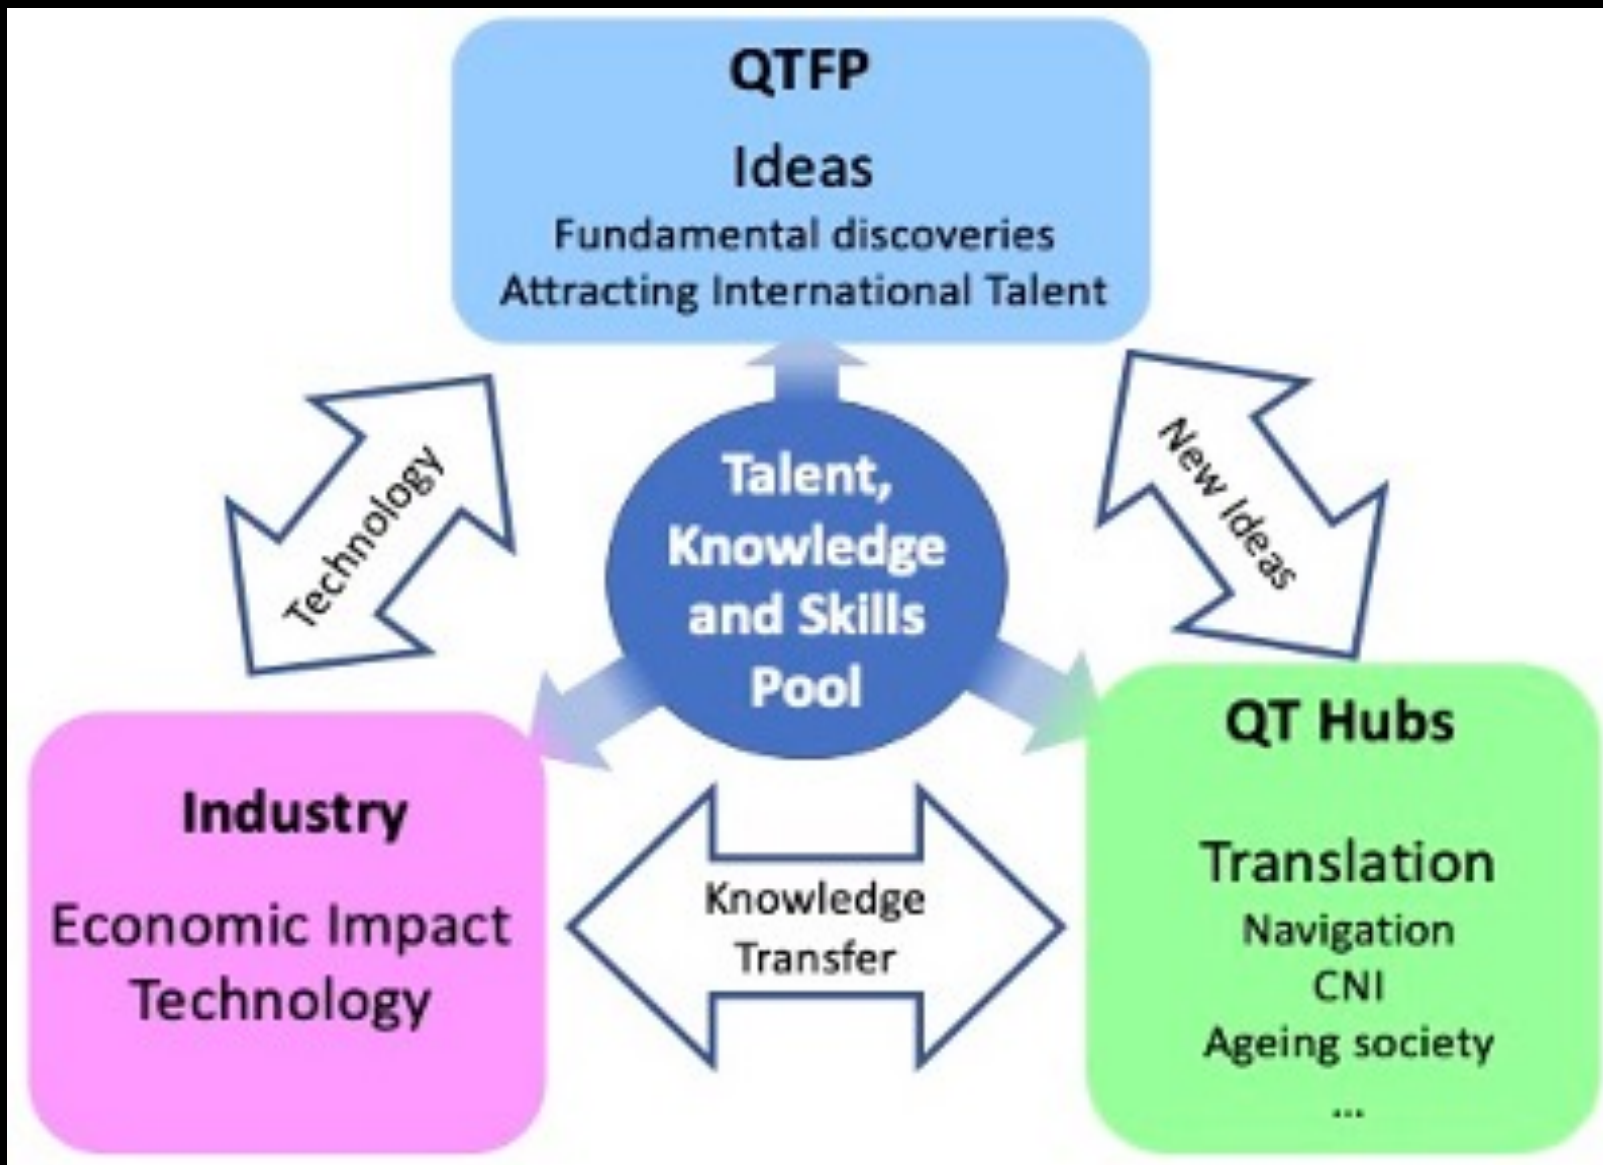 QTFP
Ideas
Fundamental discoveries
Attracting International Talent
Technology
New Ideas
Talent,
Knowledge
and Skills
Pool
Industry
Economic Impact
Technology
Knowledge
Transfer
QT Hubs
Translation
Navigation
CNI
Ageing society
...